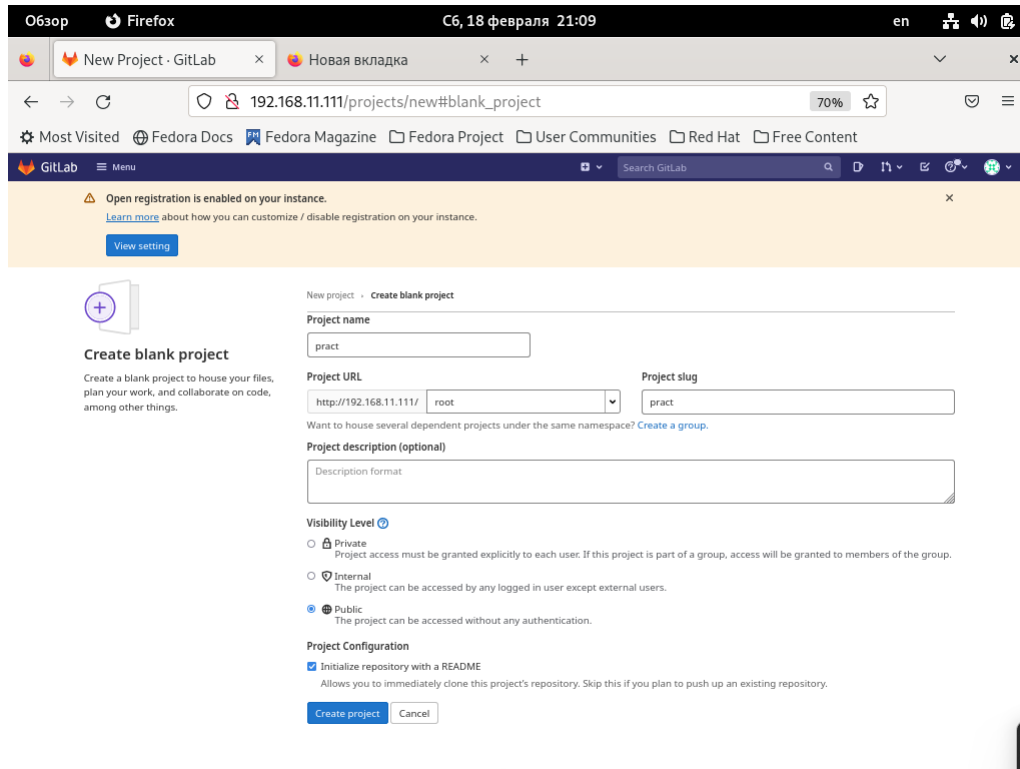 Обзор Firefox Сб, 18 февраля 21:09 en
New Project · GitLab × Новая вкладка × +
192.168.11.111/projects/new#blank_project 70%
Most Visited Fedora Docs Fedora Magazine Fedora Project User Communities Red Hat Free Content
GitLab Menu Search GitLab
Open registration is enabled on your instance.
Learn more about how you can customize / disable registration on your instance.
View setting
Create blank project
Create a blank project to house your files,
plan your work, and collaborate on code,
among other things.
New project › Create blank project
Project name
pract
Project URL Project slug
http://192.168.11.111/ root pract
Want to house several dependent projects under the same namespace? Create a group.
Project description (optional)
Description format
Visibility Level
Private
Project access must be granted explicitly to each user. If this project is part of a group, access will be granted to members of the group.
Internal
The project can be accessed by any logged in user except external users.
Public
The project can be accessed without any authentication.
Project Configuration
Initialize repository with a README
Allows you to immediately clone this project's repository. Skip this if you plan to push up an existing repository.
Create project Cancel